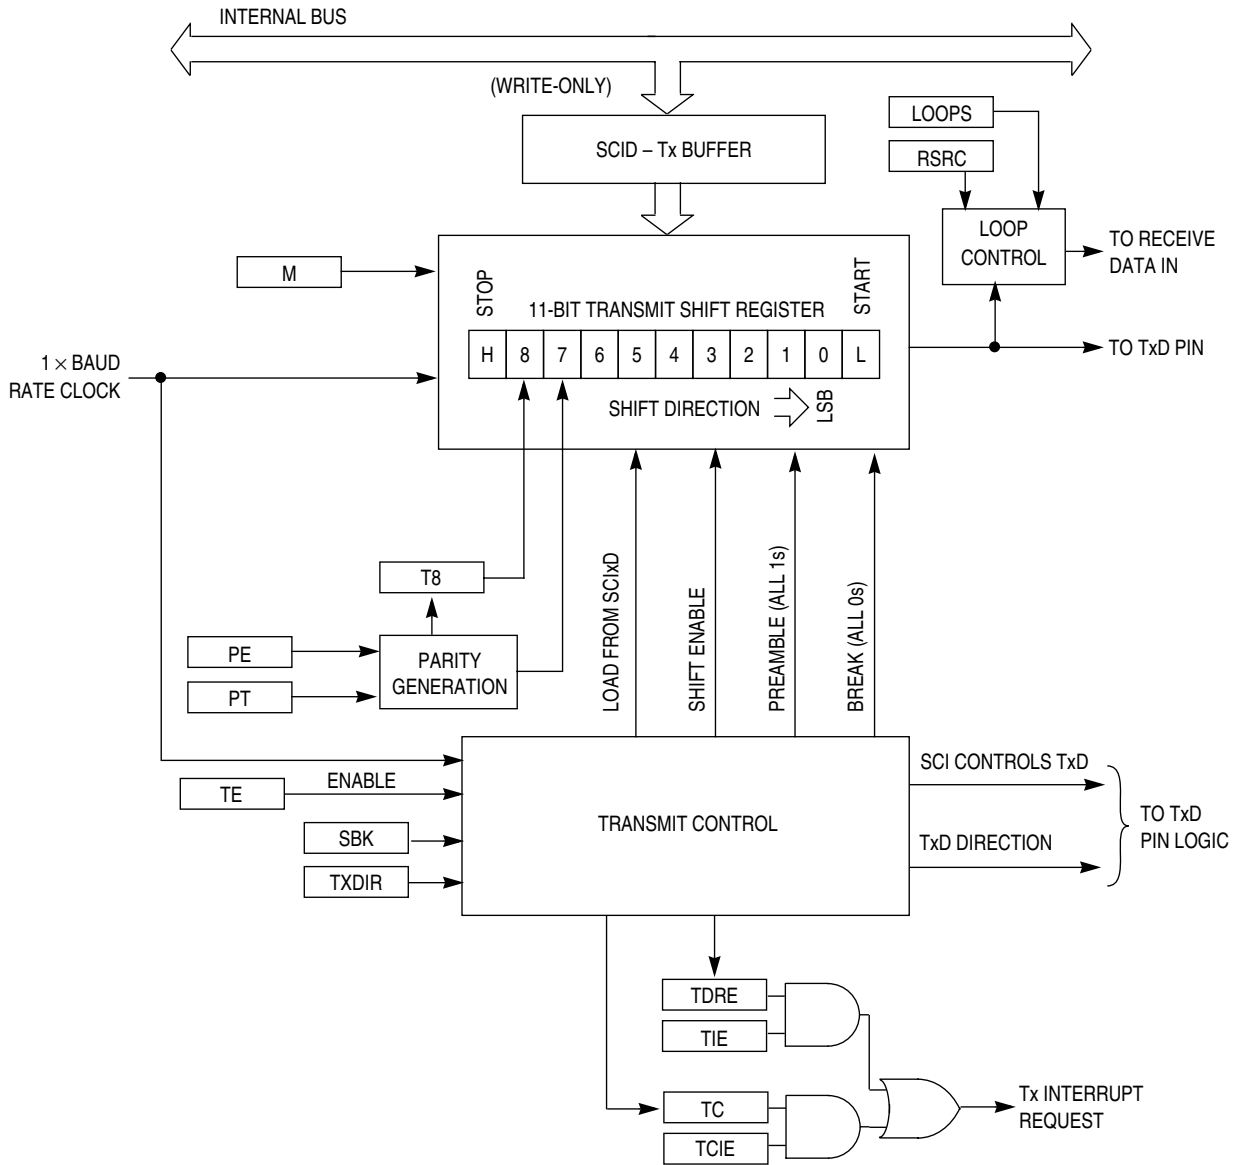 INTERNAL BUS
(WRITE-ONLY)
SCID – Tx BUFFER
LOOPS
RSRC
LOOP
CONTROL
TO RECEIVE
DATA IN
M
STOP
11-BIT TRANSMIT SHIFT REGISTER
START
H 8 7 6 5 4 3 2 1 0 L
TO TxD PIN
1 × BAUD
RATE CLOCK
SHIFT DIRECTION
LSB
T8
PE
PT
PARITY
GENERATION
LOAD FROM SCIxD
SHIFT ENABLE
PREAMBLE (ALL 1s)
BREAK (ALL 0s)
TE
ENABLE
SBK
TXDIR
TRANSMIT CONTROL
SCI CONTROLS TxD
TxD DIRECTION
TO TxD
PIN LOGIC
TDRE
TIE
TC
TCIE
Tx INTERRUPT
REQUEST